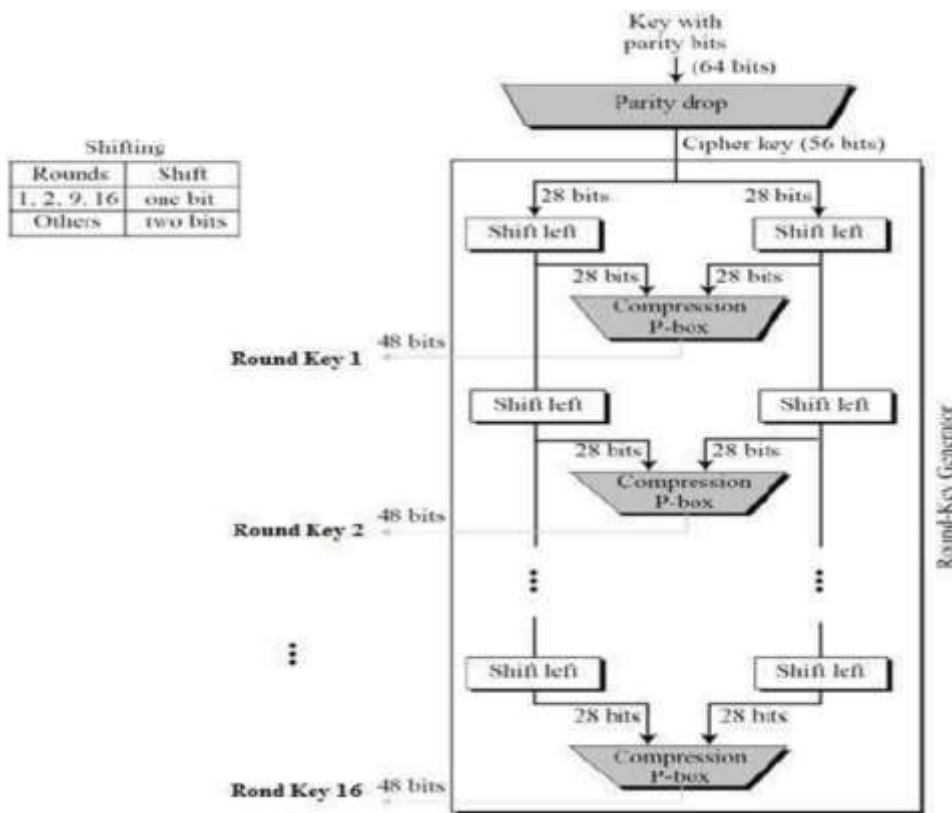 Key with
parity bits
(64 bits)
Parity drop
Cipher key (56 bits)
Shifting
Rounds Shift
1, 2, 9, 16 one bit
Others two bits
28 bits 28 bits
Shift left Shift left
28 bits 28 bits
Compression
P-box
48 bits
Round Key 1
Shift left Shift left
28 bits 28 bits
Compression
P-box
48 bits
Round Key 2
Round-Key Generator
Shift left Shift left
28 bits 28 bits
Compression
P-box
Rond Key 16 48 bits